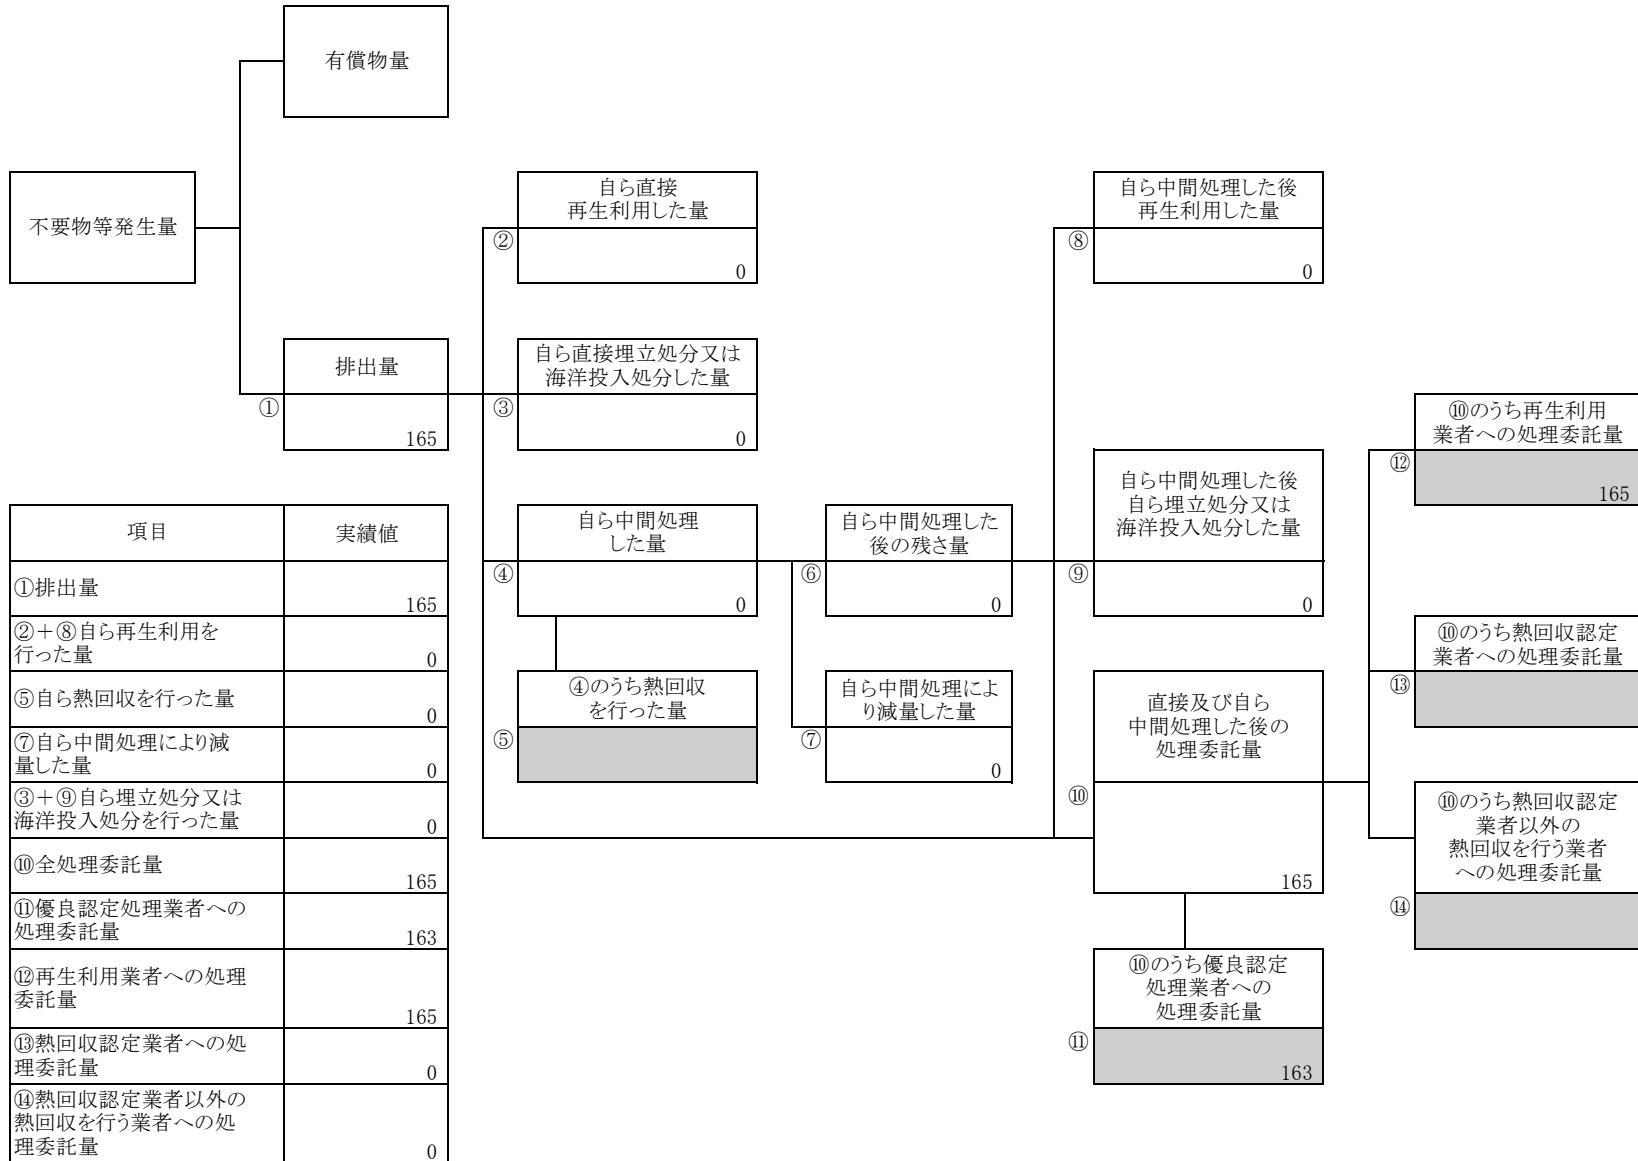 有償物量
不要物等発生量
自ら直接
再生利用した量
②
0
自ら中間処理した後
再生利用した量
⑧
0
排出量
①
165
自ら直接埋立処分又は
海洋投入処分した量
③
0
⑩のうち再生利用
業者への処理委託量
⑫
165
自ら中間処理
した量
④
0
自ら中間処理した
後の残さ量
⑥
0
自ら中間処理した後
自ら埋立処分又は
海洋投入処分した量
⑨
0
⑩のうち熱回収認定
業者への処理委託量
⑬
④のうち熱回収
を行った量
⑤
自ら中間処理によ
り減量した量
⑦
0
直接及び自ら
中間処理した後の
処理委託量
⑩
165
⑩のうち熱回収認定
業者以外の
熱回収を行う業者
への処理委託量
⑭
⑩のうち優良認定
処理業者への
処理委託量
⑪
163
項目 実績値
①排出量
165
②＋⑧自ら再生利用を
行った量
0
⑤自ら熱回収を行った量
0
⑦自ら中間処理により減
量した量
0
③＋⑨自ら埋立処分又は
海洋投入処分を行った量
0
⑩全処理委託量
165
⑪優良認定処理業者への
処理委託量
163
⑫再生利用業者への処理
委託量
165
⑬熱回収認定業者への処
理委託量
0
⑭熱回収認定業者以外の
熱回収を行う業者への処
理委託量
0